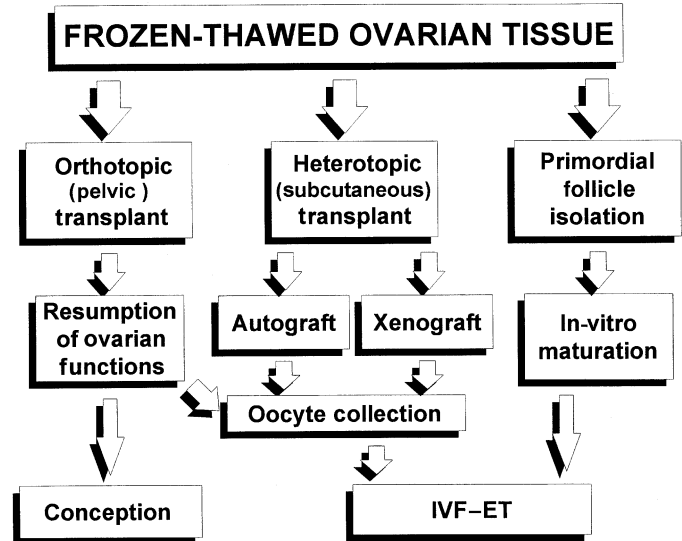 FROZEN-THAWED OVARIAN TISSUE
Orthotopic
(pelvic )
transplant
Heterotopic
(subcutaneous)
transplant
Primordial
follicle
isolation
Resumption
of ovarian
functions
Autograft
Xenograft
In-vitro
maturation
Oocyte collection
Conception
IVF–ET